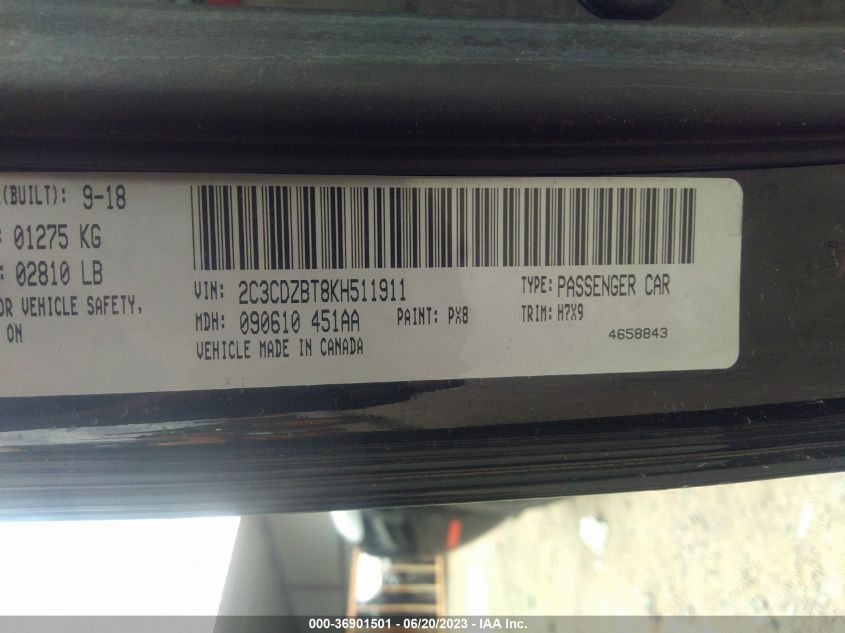 (BUILT): 9-18
: 01275 KG
: 02810 LB
OR VEHICLE SAFETY,
ON
VIN: 2C3CDZBT8KH511911
TYPE: PASSENGER CAR
MDH: 090610 451AA
PAINT: PX8
TRIM: H7X9
VEHICLE MADE IN CANADA
4658843
000-36901501 - 06/20/2023 - IAA Inc.